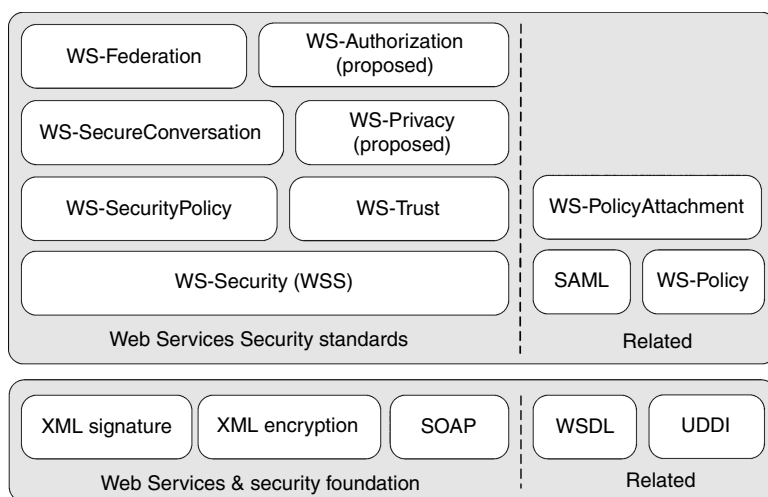 WS-Federation
WS-Authorization
(proposed)
WS-SecureConversation
WS-Privacy
(proposed)
WS-SecurityPolicy
WS-Trust
WS-PolicyAttachment
WS-Security (WSS)
SAML
WS-Policy
Web Services Security standards
Related
XML signature
XML encryption
SOAP
WSDL
UDDI
Web Services & security foundation
Related